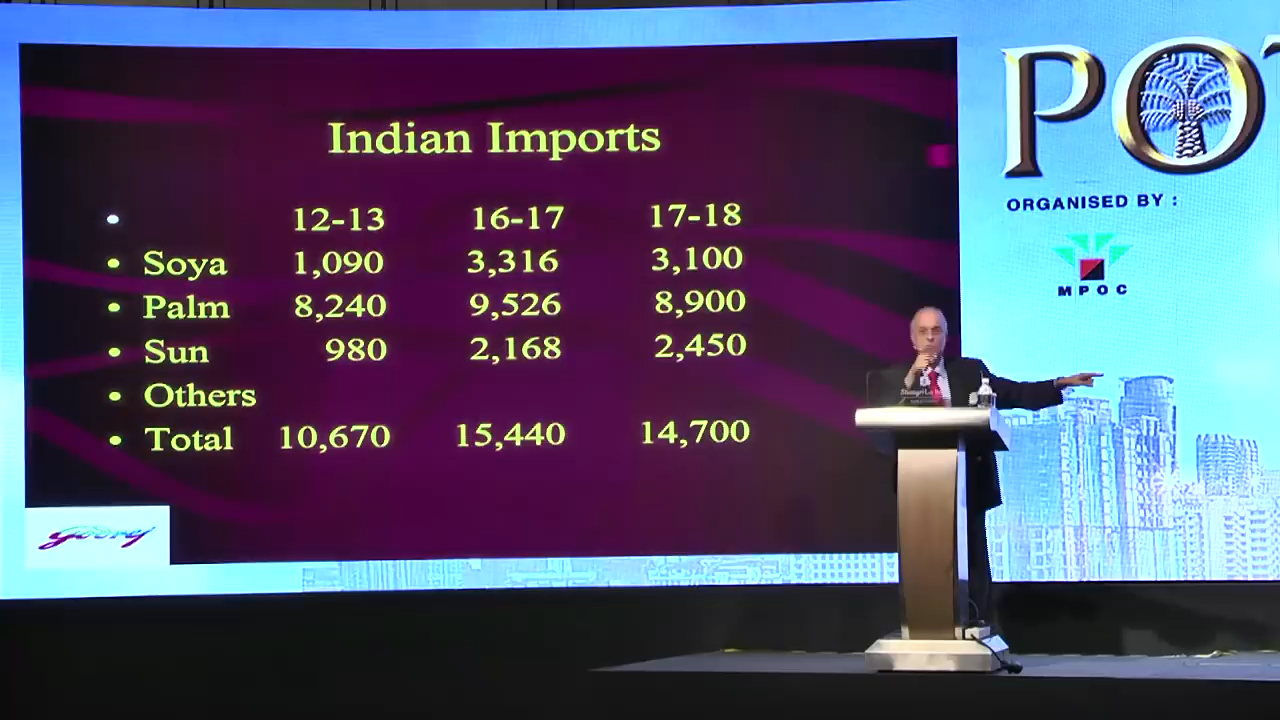 Indian Imports
• 12-13 16-17 17-18
• Soya 1,090 3,316 3,100
• Palm 8,240 9,526 8,900
• Sun 980 2,168 2,450
• Others
• Total 10,670 15,440 14,700
Godrej
PO
ORGANISED BY :
MPOC